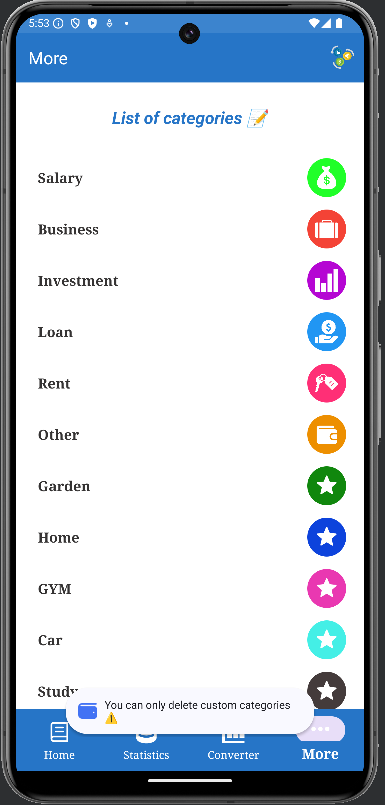 5:53
More
List of categories
Salary
Business
Investment
Loan
Rent
Other
Garden
Home
GYM
Car
Study
You can only delete custom categories
Home
Statistics
Converter
More